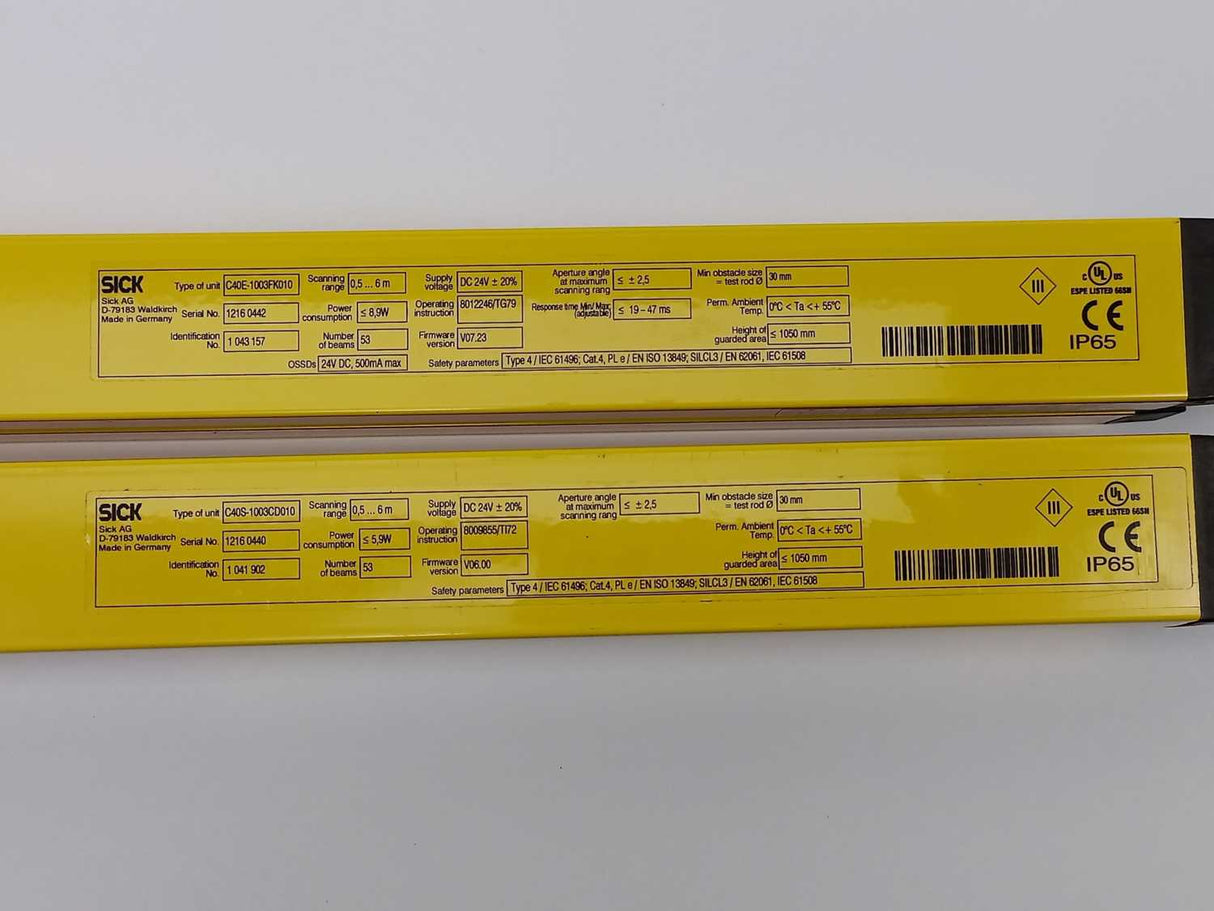 SICK
Sick AG
D-79183 Waldkirch
Made in Germany
Type of unit C40E-1003FK010
Serial No. 1216 0442
Identification No. 1 043 157
Scanning range 0,5 ... 6 m
Power consumption ≤ 8,9W
Number of beams 53
OSSDs 24V DC, 500mA max
Supply voltage DC 24V ± 20%
Operating instruction 8012246/TG79
Firmware version V07.23
Aperture angle at maximum scanning rang ≤ ± 2,5
Response time Min/ Max (adjustable) ≤ 19 – 47 ms
Safety parameters Type 4 / IEC 61496; Cat.4, PL e / EN ISO 13849; SILCL3 / EN 62061, IEC 61508
Min obstacle size = test rod Ø 30 mm
Perm. Ambient Temp. 0°C < Ta <+ 55°C
Height of guarded area ≤ 1050 mm
III
C UL US
ESPE LISTED 66SH
CE
IP65
SICK
Sick AG
D-79183 Waldkirch
Made in Germany
Type of unit C40S-1003CD010
Serial No. 1216 0440
Identification No. 1 041 902
Scanning range 0,5 ... 6 m
Power consumption ≤ 5,9W
Number of beams 53
Supply voltage DC 24V ± 20%
Operating instruction 8009855/TI72
Firmware version V06.00
Aperture angle at maximum scanning rang ≤ ± 2,5
Safety parameters Type 4 / IEC 61496; Cat.4, PL e / EN ISO 13849; SILCL3 / EN 62061, IEC 61508
Min obstacle size = test rod Ø 30 mm
Perm. Ambient Temp. 0°C < Ta <+ 55°C
Height of guarded area ≤ 1050 mm
III
C UL US
ESPE LISTED 66SH
CE
IP65